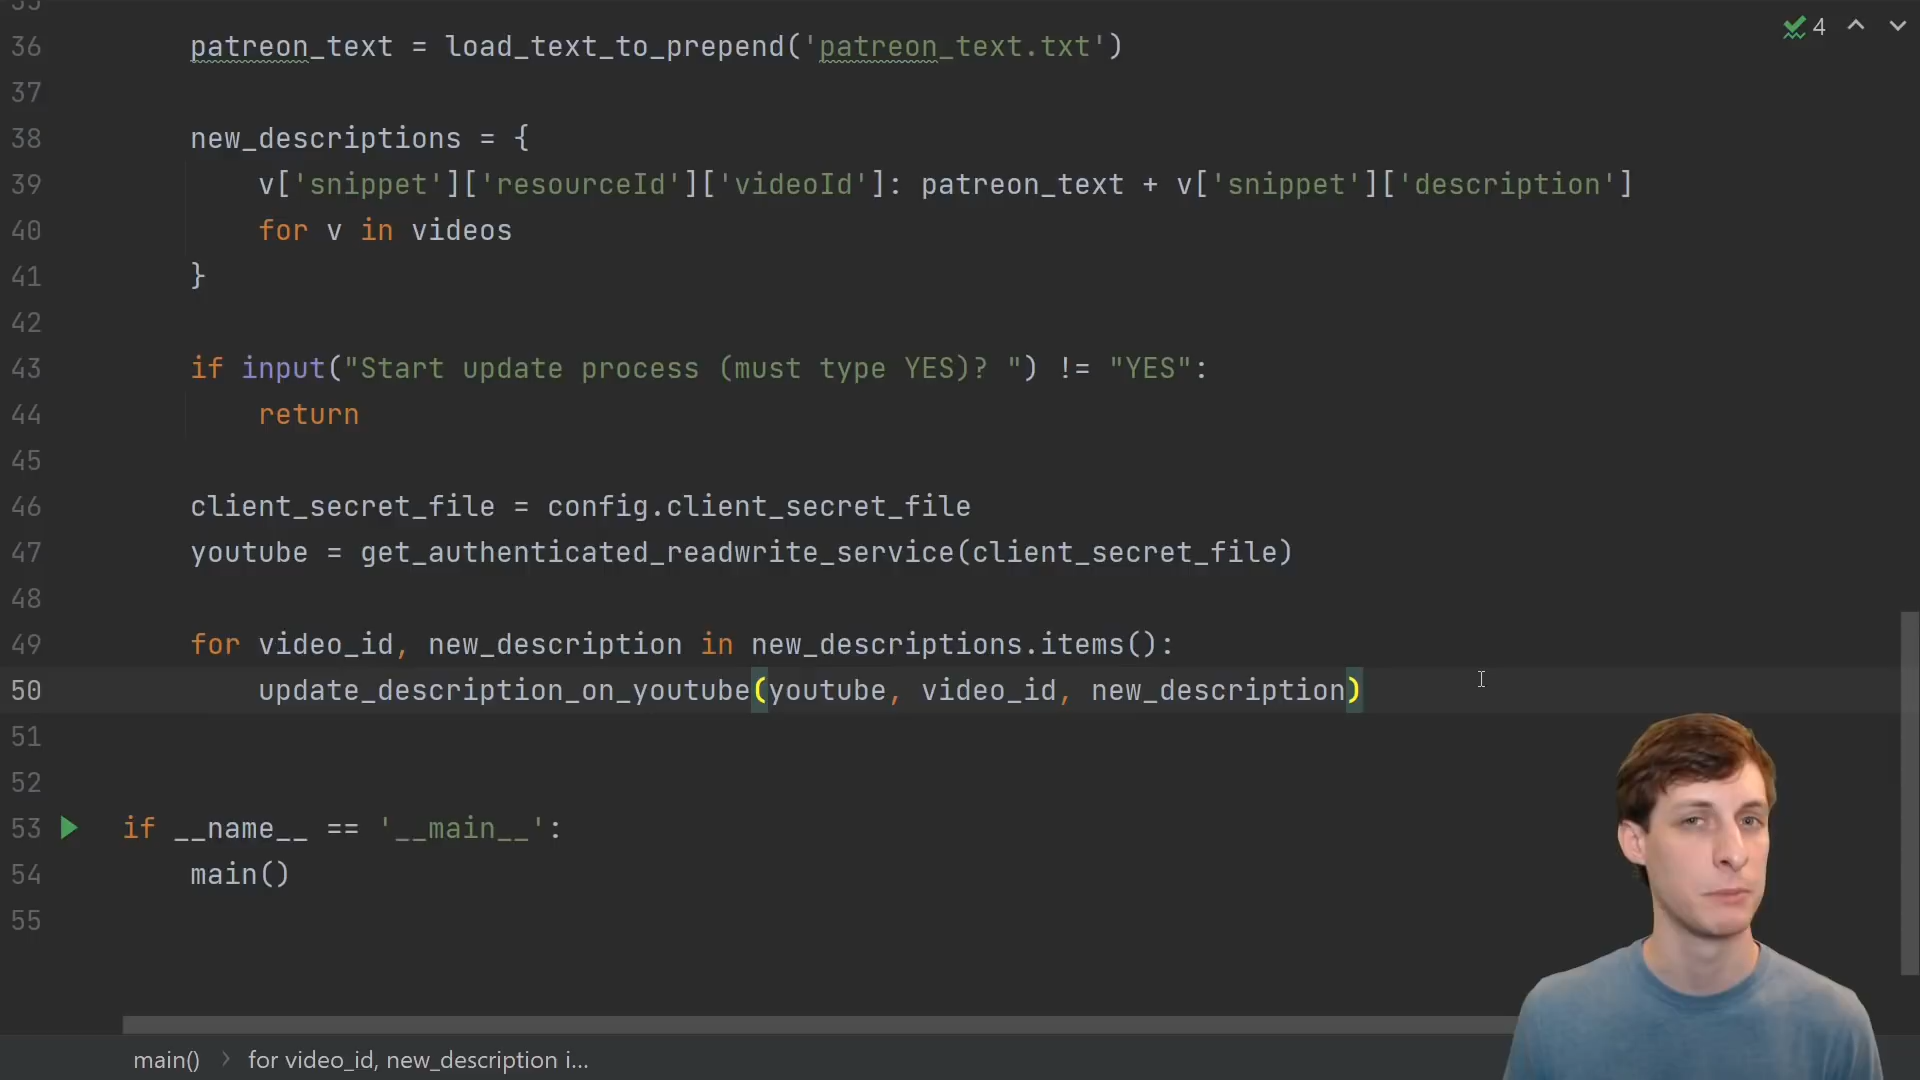 4
36 patreon_text = load_text_to_prepend('patreon_text.txt')
37
38 new_descriptions = {
39 v['snippet']['resourceId']['videoId']: patreon_text + v['snippet']['description']
40 for v in videos
41 }
42
43 if input("Start update process (must type YES)? ") != "YES":
44 return
45
46 client_secret_file = config.client_secret_file
47 youtube = get_authenticated_readwrite_service(client_secret_file)
48
49 for video_id, new_description in new_descriptions.items():
50 update_description_on_youtube(youtube, video_id, new_description)
51
52
53 if __name__ == '__main__':
54 main()
55
main() > for video_id, new_description i...